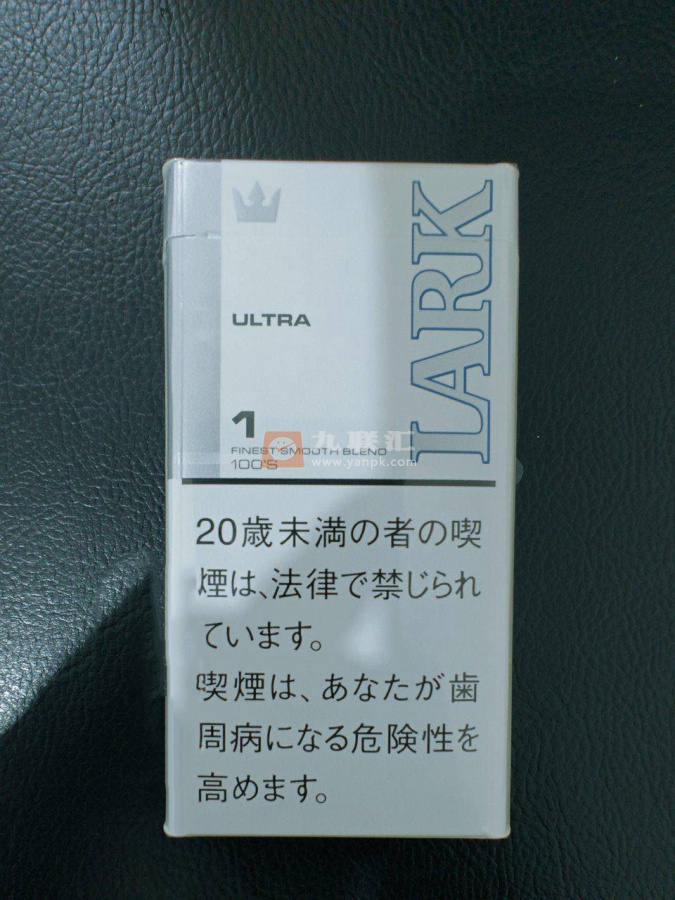 LARK
ULTRA
1
FINEST SMOOTH BLEND
100'S
九联汇
www.yanpk.com
20歳未満の者の喫
煙は、法律で禁じられ
ています。
喫煙は、あなたが歯
周病になる危険性を
高めます。